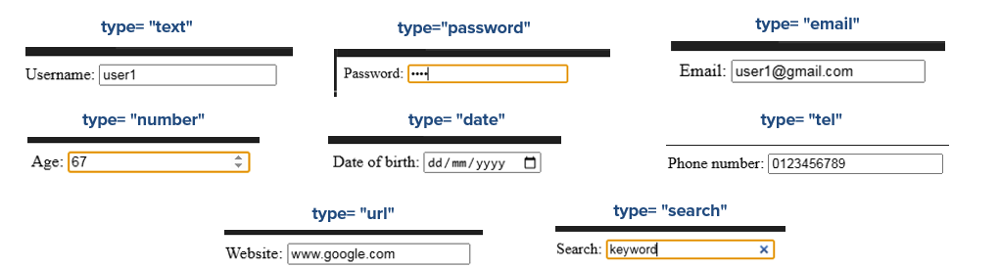 type= "text"
type="password"
type= "email"
Username: user1
Password: ••••
Email: user1@gmail.com
type= "number"
type= "date"
type= "tel"
Age: 67
Date of birth: dd/mm/yyyy
Phone number: 0123456789
type= "url"
type= "search"
Website: www.google.com
Search: keyword